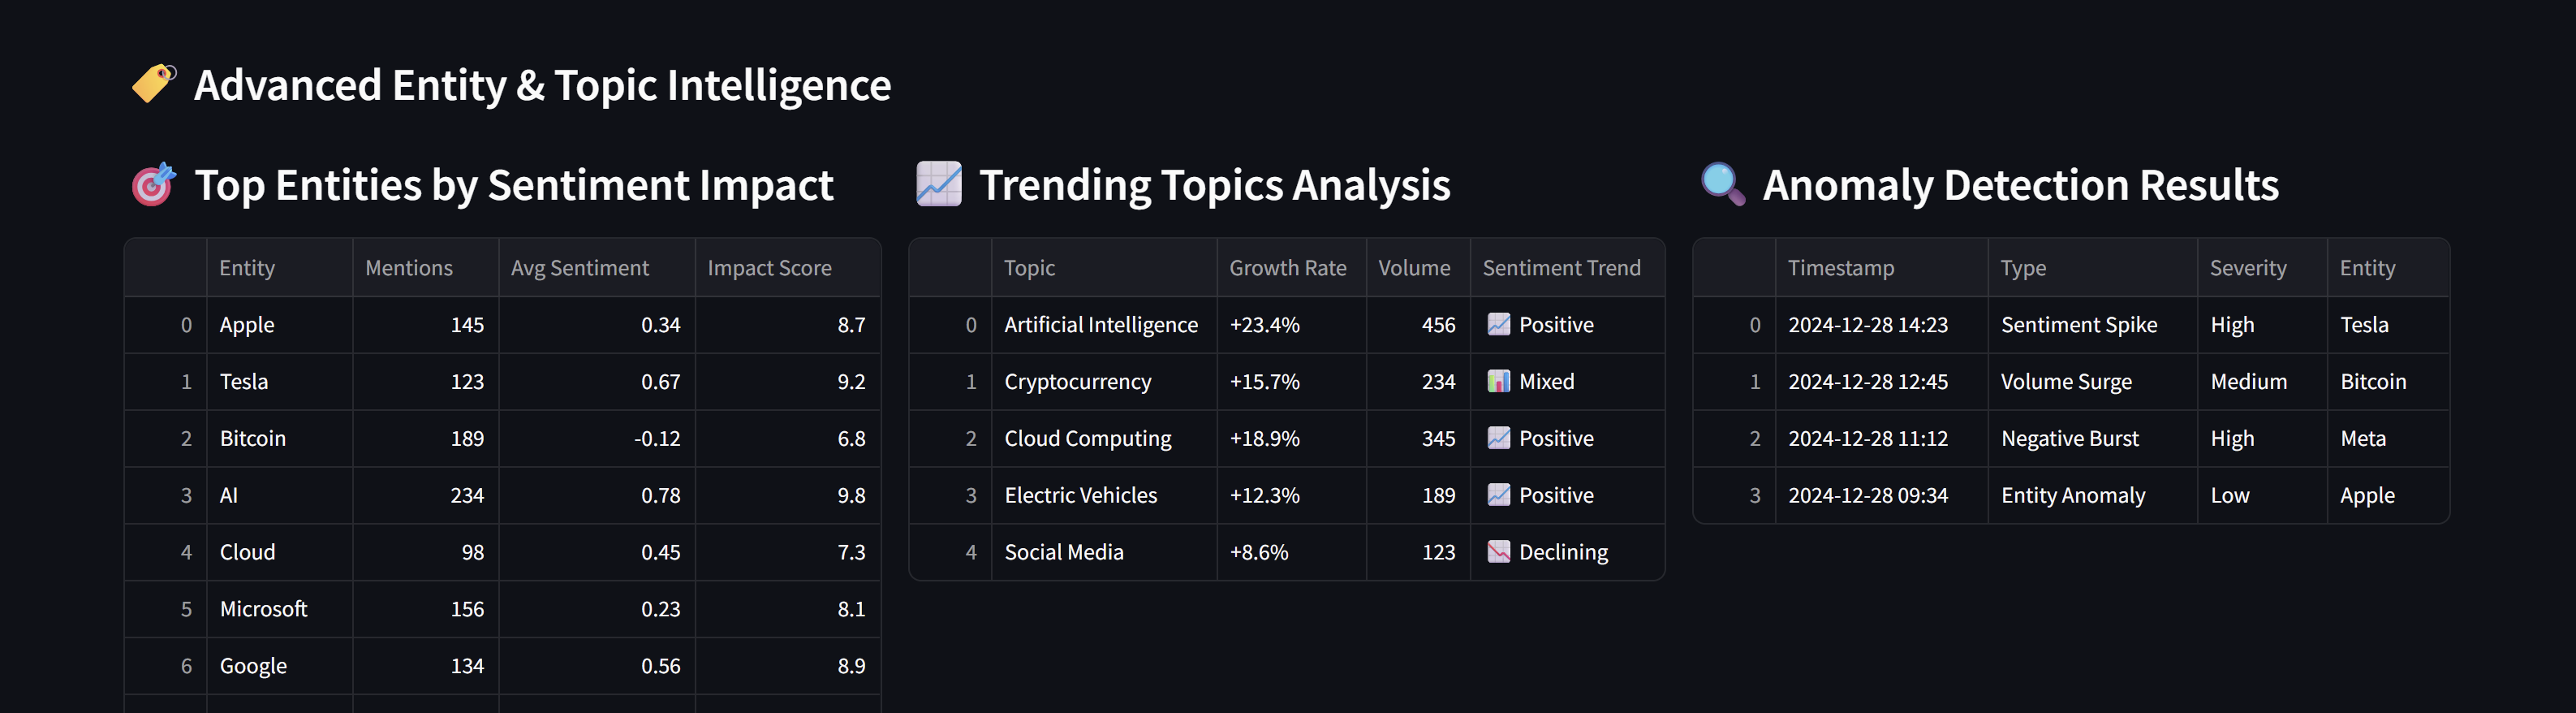 Advanced Entity & Topic Intelligence
Top Entities by Sentiment Impact
Entity Mentions Avg Sentiment Impact Score
0 Apple 145 0.34 8.7
1 Tesla 123 0.67 9.2
2 Bitcoin 189 -0.12 6.8
3 AI 234 0.78 9.8
4 Cloud 98 0.45 7.3
5 Microsoft 156 0.23 8.1
6 Google 134 0.56 8.9
Trending Topics Analysis
Topic Growth Rate Volume Sentiment Trend
0 Artificial Intelligence +23.4% 456 Positive
1 Cryptocurrency +15.7% 234 Mixed
2 Cloud Computing +18.9% 345 Positive
3 Electric Vehicles +12.3% 189 Positive
4 Social Media +8.6% 123 Declining
Anomaly Detection Results
Timestamp Type Severity Entity
0 2024-12-28 14:23 Sentiment Spike High Tesla
1 2024-12-28 12:45 Volume Surge Medium Bitcoin
2 2024-12-28 11:12 Negative Burst High Meta
3 2024-12-28 09:34 Entity Anomaly Low Apple